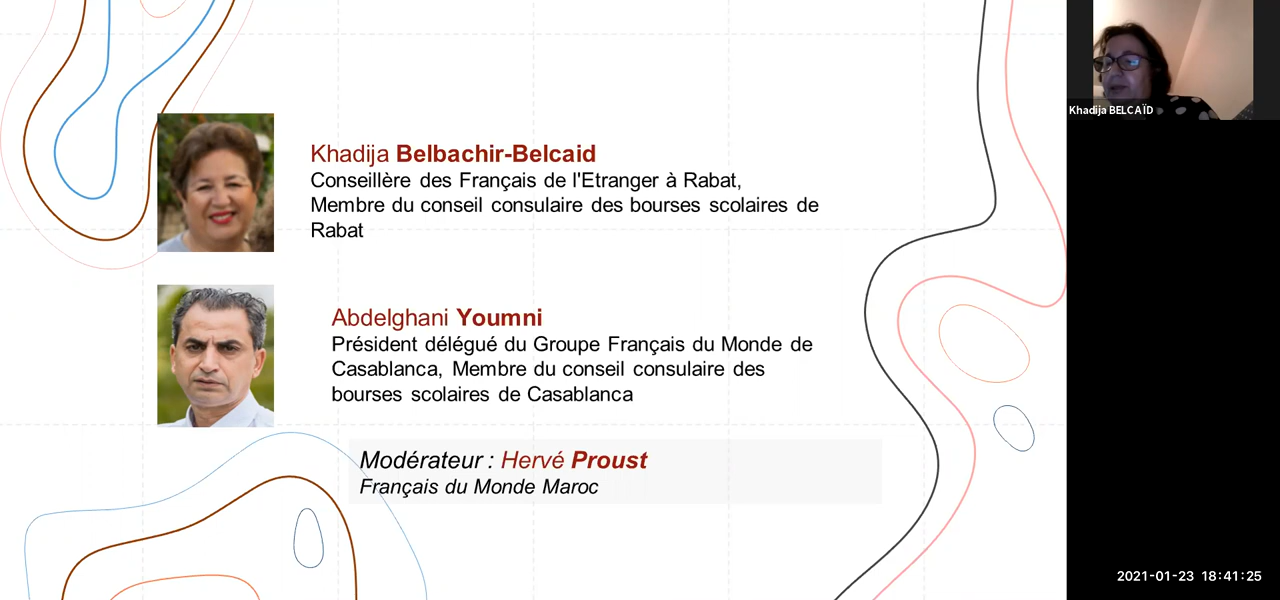 Khadija Belbachir-Belcaid
Conseillère des Français de l'Etranger à Rabat,
Membre du conseil consulaire des bourses scolaires de
Rabat
Abdelghani Youmni
Président délégué du Groupe Français du Monde de
Casablanca, Membre du conseil consulaire des
bourses scolaires de Casablanca
Modérateur : Hervé Proust
Français du Monde Maroc
Khadija BELCAÏD
2021-01-23 18:41:25